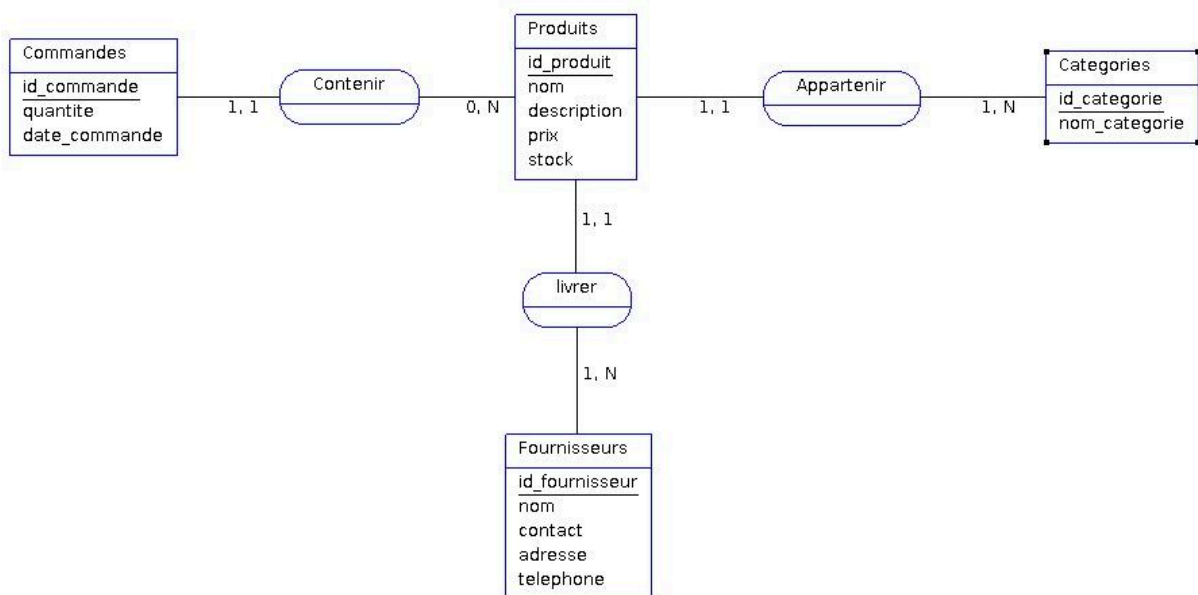 Commandes
id_commande
quantite
date_commande
1, 1
Contenir
0, N
Produits
id_produit
nom
description
prix
stock
1, 1
Appartenir
1, N
Categories
id_categorie
nom_categorie
1, 1
livrer
1, N
Fournisseurs
id_fournisseur
nom
contact
adresse
telephone